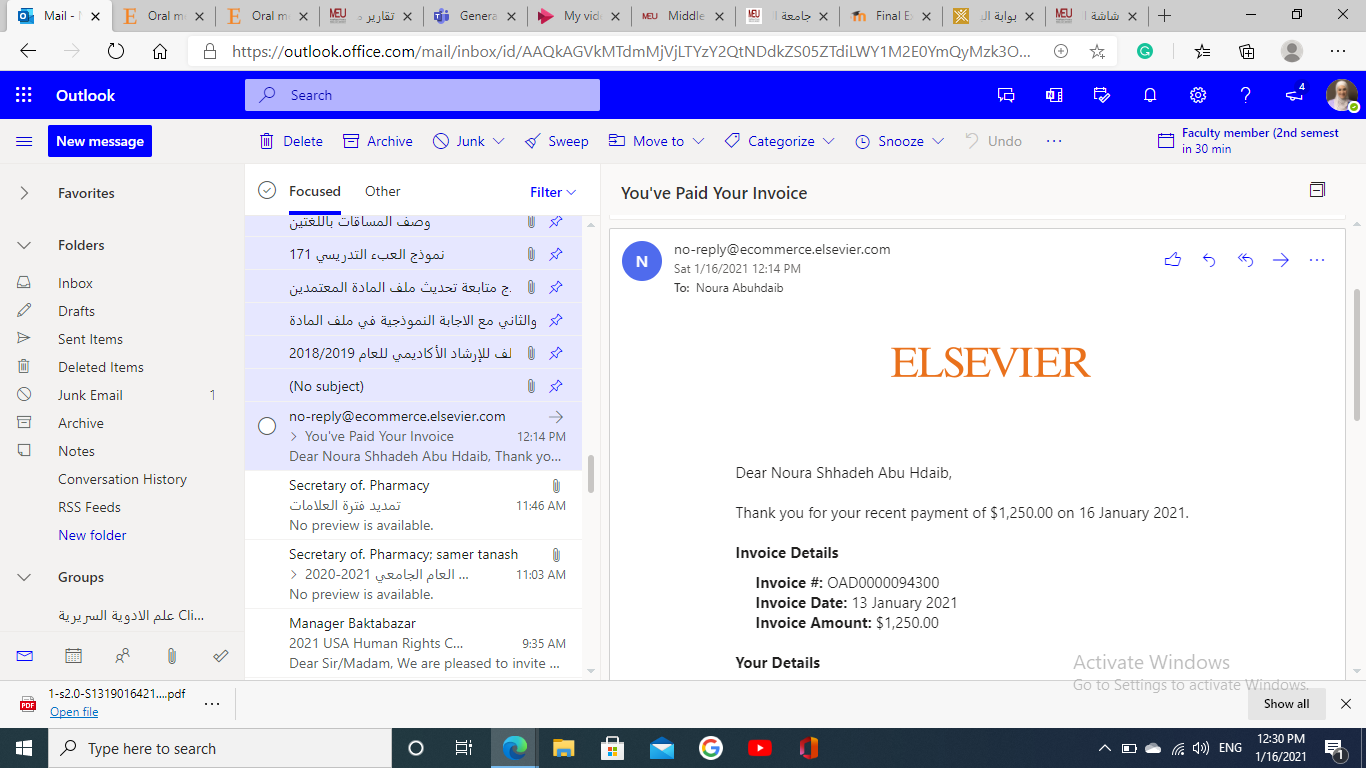 Mail - N
Oral m
Oral m
تقارير
Genera
My vid
Middle
جامعة
Final E
بوابة ال
شاشة ا
https://outlook.office.com/mail/inbox/id/AAQkAGVkMTdmMjVjLTYzY2QtNDdkZS05ZTdiLWY1M2E0YmQyMzk3O...
Outlook
Search
4
New message
Delete
Archive
Junk
Sweep
Move to
Categorize
Snooze
Undo
Faculty member (2nd semest
in 30 min
Favorites
Folders
Inbox
Drafts
Sent Items
Deleted Items
Junk Email 1
Archive
Notes
Conversation History
RSS Feeds
New folder
Groups
علم الادوية السريرية Cli...
Focused
Other
Filter
وصف المساقات باللغتين
نموذج العبء التدريسي 171
ج متابعة تحديث ملف المادة المعتمدين
والثاني مع الاجابة النموذجية في ملف المادة
لف للإرشاد الأكاديمي للعام 2018/2019
(No subject)
no-reply@ecommerce.elsevier.com
You've Paid Your Invoice 12:14 PM
Dear Noura Shhadeh Abu Hdaib, Thank yo...
Secretary of. Pharmacy
تمديد فترة العلامات 11:46 AM
No preview is available.
Secretary of. Pharmacy; samer tanash
العام الجامعي 2021-2020 ... 11:03 AM
No preview is available.
Manager Baktabazar
2021 USA Human Rights C... 9:35 AM
Dear Sir/Madam, We are pleased to invite ...
You've Paid Your Invoice
N
no-reply@ecommerce.elsevier.com
Sat 1/16/2021 12:14 PM
To: Noura Abuhdaib
ELSEVIER
Dear Noura Shhadeh Abu Hdaib,
Thank you for your recent payment of $1,250.00 on 16 January 2021.
Invoice Details
Invoice #: OAD0000094300
Invoice Date: 13 January 2021
Invoice Amount: $1,250.00
Your Details
Activate Windows
Go to Settings to activate Windows.
PDF
1-s2.0-S1319016421....pdf
Open file
Show all
Type here to search
ENG
12:30 PM
1/16/2021
1